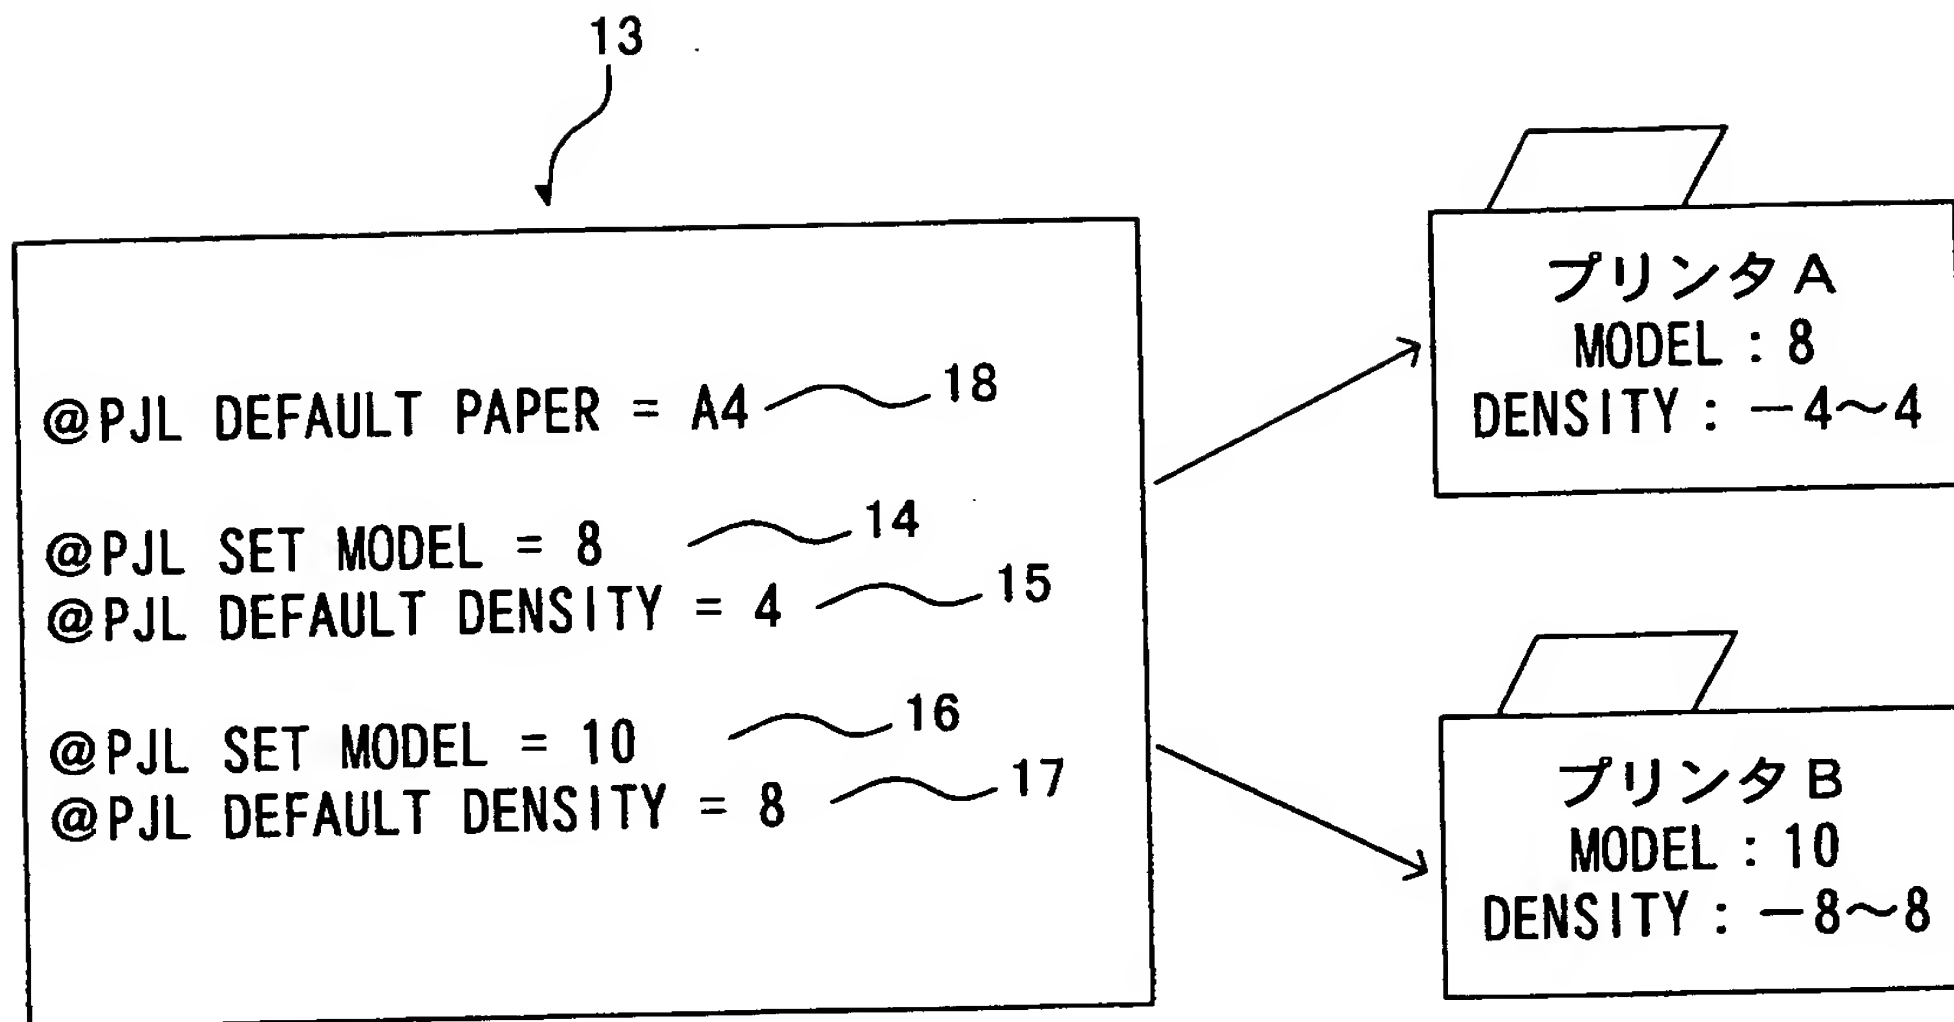 13
@PJL DEFAULT PAPER = A4 18
@PJL SET MODEL = 8 14
@PJL DEFAULT DENSITY = 4 15
@PJL SET MODEL = 10 16
@PJL DEFAULT DENSITY = 8 17
プリンタA
MODEL : 8
DENSITY : －4～4
プリンタB
MODEL : 10
DENSITY : －8～8